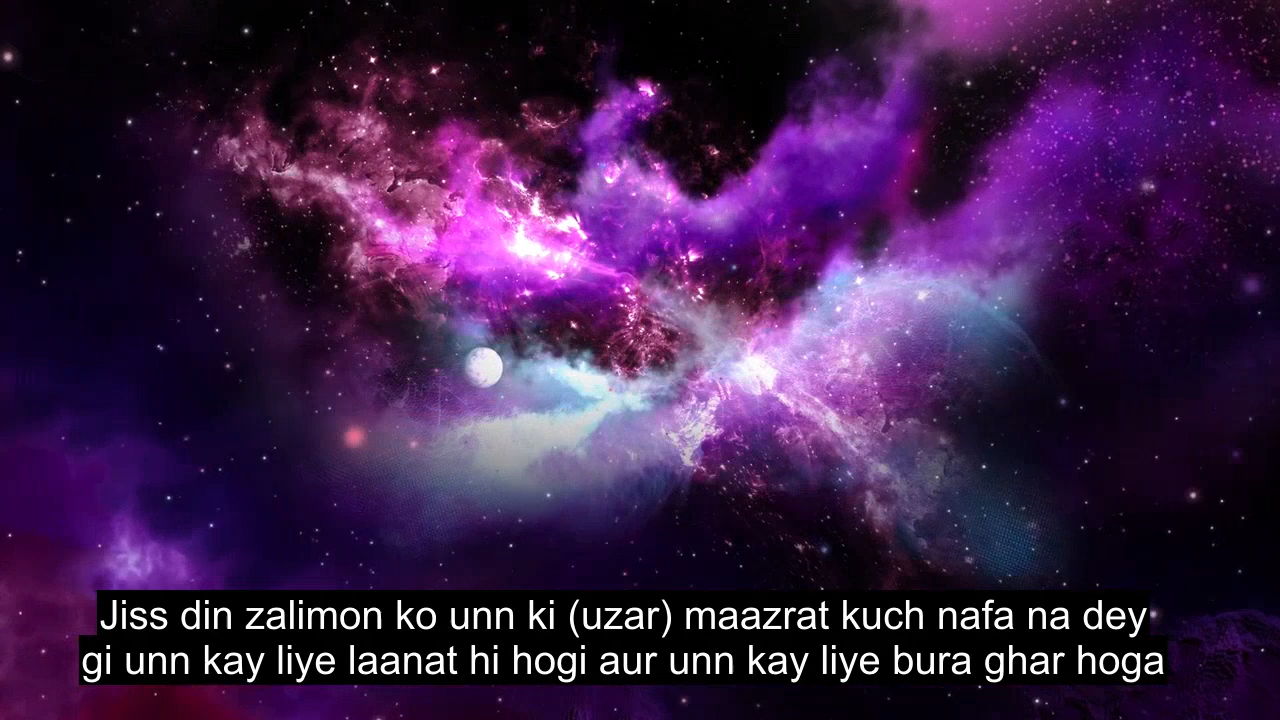 Jiss din zalimon ko unn ki (uzar) maazrat kuch nafa na dey
gi unn kay liye laanat hi hogi aur unn kay liye bura ghar hoga